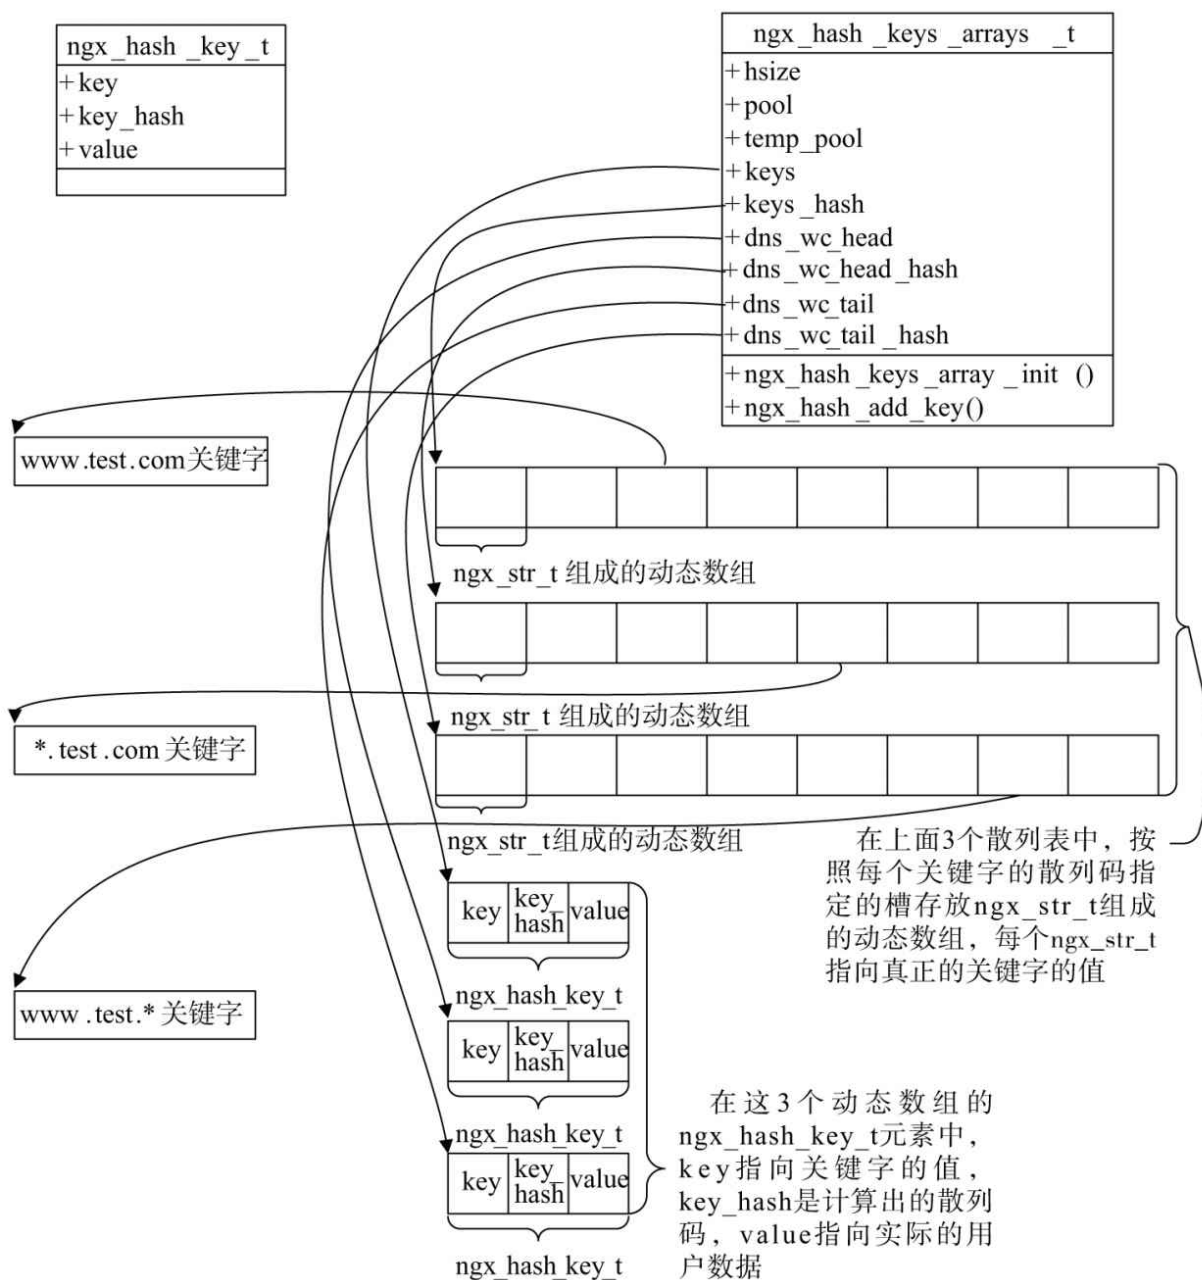 ngx_hash_key_t
+key
+key_hash
+value
ngx_hash_keys_arrays_t
+hsize
+pool
+temp_pool
+keys
+keys_hash
+dns_wc_head
+dns_wc_head_hash
+dns_wc_tail
+dns_wc_tail_hash
+ngx_hash_keys_array_init ()
+ngx_hash_add_key()
www.test.com关键字
ngx_str_t 组成的动态数组
ngx_str_t 组成的动态数组
*.test.com关键字
ngx_str_t组成的动态数组
在上面3个散列表中，按
照每个关键字的散列码指
定的槽存放ngx_str_t组成
的动态数组，每个ngx_str_t
指向真正的关键字的值
key key_hash value
ngx_hash_key_t
www.test.*关键字
key key_hash value
ngx_hash_key_t
key key_hash value
ngx_hash_key_t
在这3个动态数组的
ngx_hash_key_t元素中，
key指向关键字的值，
key_hash是计算出的散列
码，value指向实际的用
户数据